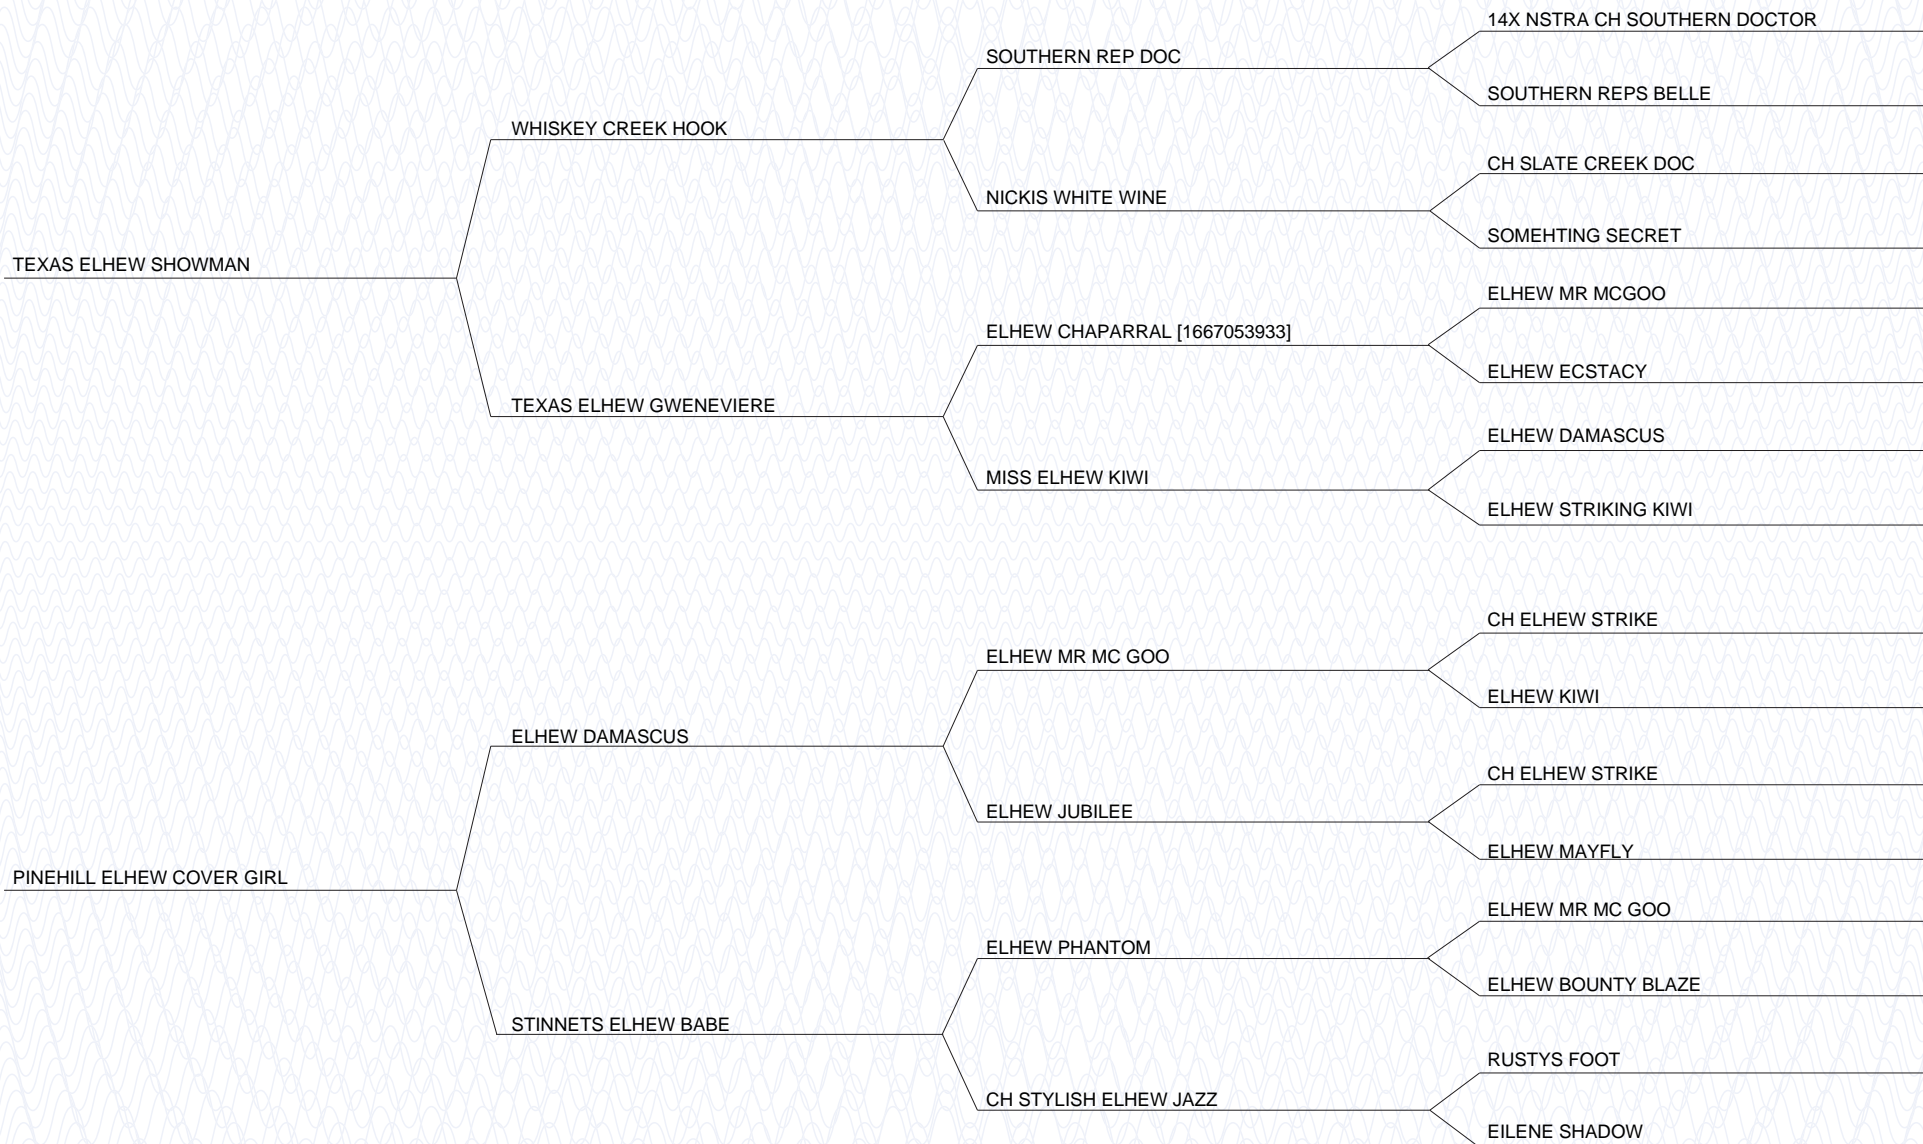 14X NSTRA CH SOUTHERN DOCTOR
SOUTHERN REP DOC
SOUTHERN REPS BELLE
WHISKEY CREEK HOOK
CH SLATE CREEK DOC
NICKIS WHITE WINE
SOMEHTING SECRET
TEXAS ELHEW SHOWMAN
ELHEW MR MCGOO
ELHEW CHAPARRAL [1667053933]
ELHEW ECSTACY
TEXAS ELHEW GWENEVIERE
ELHEW DAMASCUS
MISS ELHEW KIWI
ELHEW STRIKING KIWI
CH ELHEW STRIKE
ELHEW MR MC GOO
ELHEW KIWI
ELHEW DAMASCUS
CH ELHEW STRIKE
ELHEW JUBILEE
ELHEW MAYFLY
PINEHILL ELHEW COVER GIRL
ELHEW MR MC GOO
ELHEW PHANTOM
ELHEW BOUNTY BLAZE
STINNETS ELHEW BABE
RUSTYS FOOT
CH STYLISH ELHEW JAZZ
EILENE SHADOW